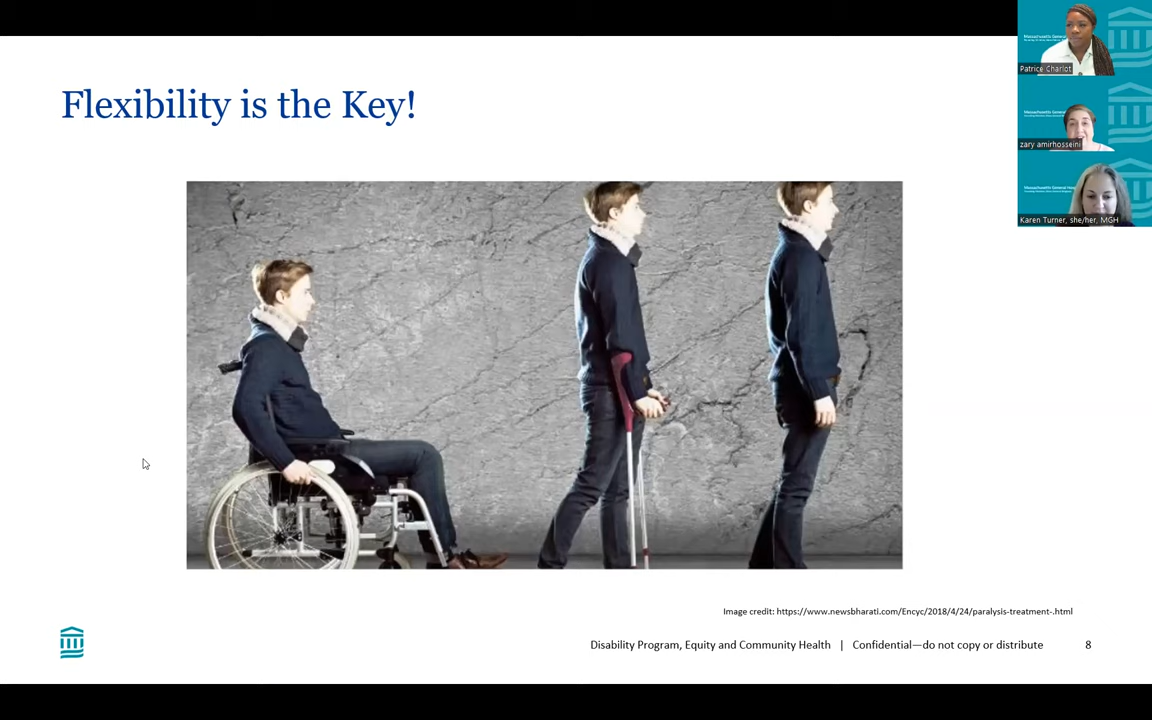 Flexibility is the Key!
Patrice Charlot
zary amirhosseini
Karen Turner, she/her, MGH
Image credit: https://www.newsbharati.com/Encyc/2018/4/24/paralysis-treatment-.html
Disability Program, Equity and Community Health | Confidential—do not copy or distribute 8